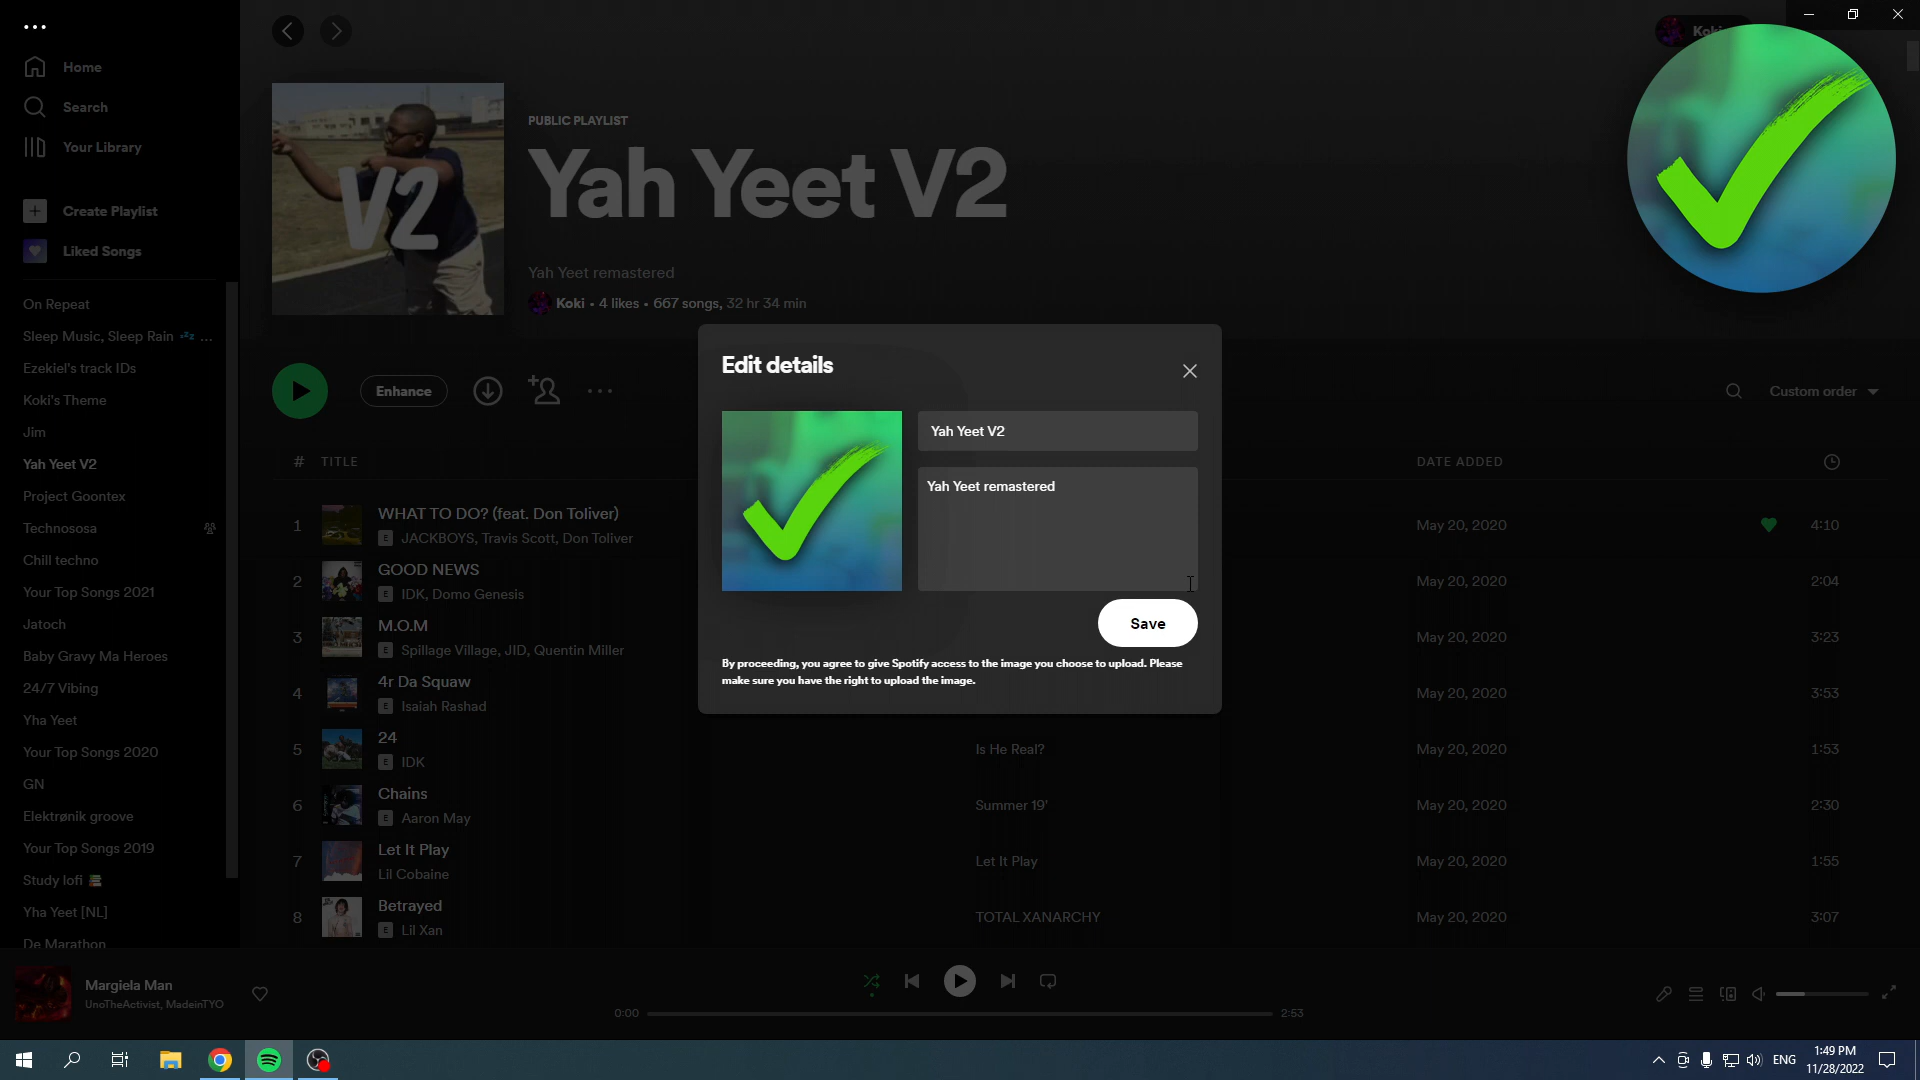 Home
Search
Your Library
Create Playlist
Liked Songs
On Repeat
Sleep Music, Sleep Rain 💤 ...
Ezekiel's track IDs
Koki's Theme
Jim
Yah Yeet V2
Project Goontex
Technososa
Chill techno
Your Top Songs 2021
Jatoch
Baby Gravy Ma Heroes
24/7 Vibing
Yha Yeet
Your Top Songs 2020
GN
Elektrønik groove
Your Top Songs 2019
Study lofi 📚
Yha Yeet [NL]
De Marathon
V2
PUBLIC PLAYLIST
Yah Yeet V2
Yah Yeet remastered
Koki • 4 likes • 667 songs, 32 hr 34 min
Enhance
Custom order
# TITLE DATE ADDED
1 WHAT TO DO? (feat. Don Toliver) May 20, 2020 4:10
E JACKBOYS, Travis Scott, Don Toliver
2 GOOD NEWS May 20, 2020 2:04
E IDK, Domo Genesis
3 M.O.M May 20, 2020 3:23
E Spillage Village, JID, Quentin Miller
4 4r Da Squaw May 20, 2020 3:53
E Isaiah Rashad
5 24 Is He Real? May 20, 2020 1:53
E IDK
6 Chains Summer 19' May 20, 2020 2:30
E Aaron May
7 Let It Play Let It Play May 20, 2020 1:55
Lil Cobaine
8 Betrayed TOTAL XANARCHY May 20, 2020 3:07
E Lil Xan
Edit details
Yah Yeet V2
Yah Yeet remastered
Save
By proceeding, you agree to give Spotify access to the image you choose to upload. Please
make sure you have the right to upload the image.
Margiela Man
UnoTheActivist, MadeinTYO
0:00 2:53
ENG
1:49 PM
11/28/2022